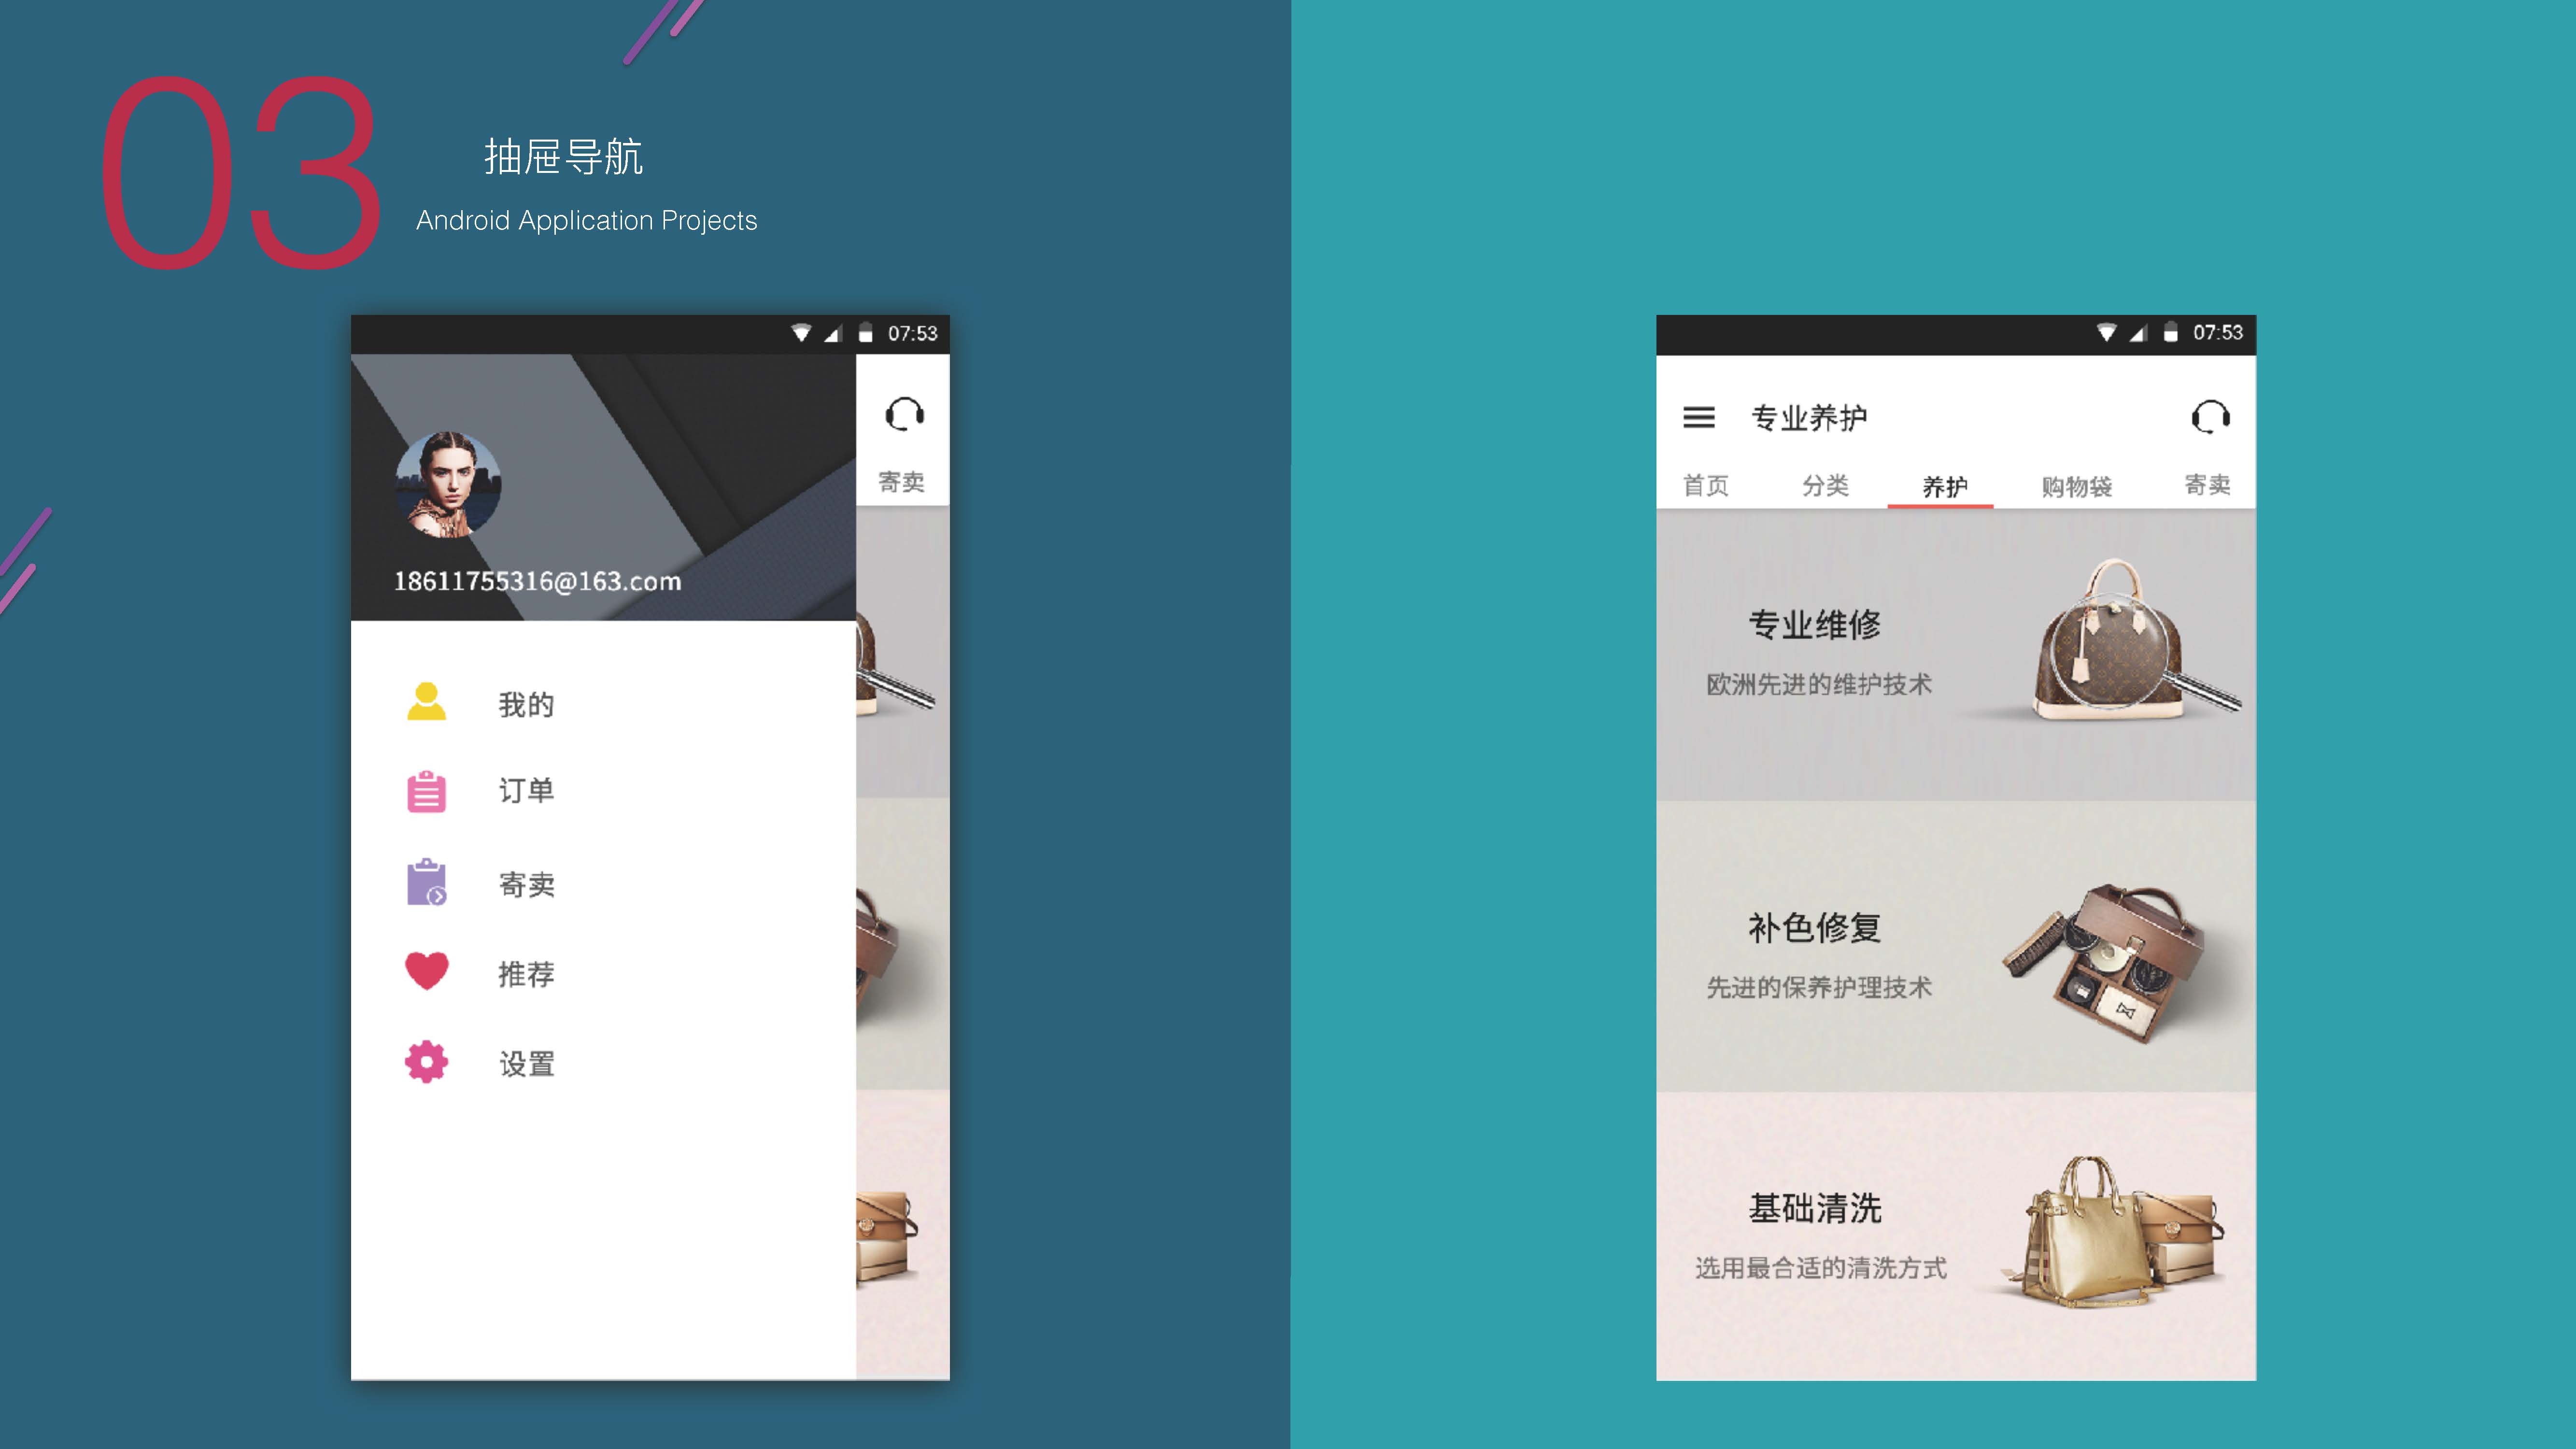 03
抽屉导航
Android Application Projects
07:53
寄卖
18611755316@163.com
我的
订单
寄卖
推荐
设置
07:53
专业养护
首页 分类 养护 购物袋 寄卖
专业维修
欧洲先进的维护技术
补色修复
先进的保养护理技术
基础清洗
选用最合适的清洗方式